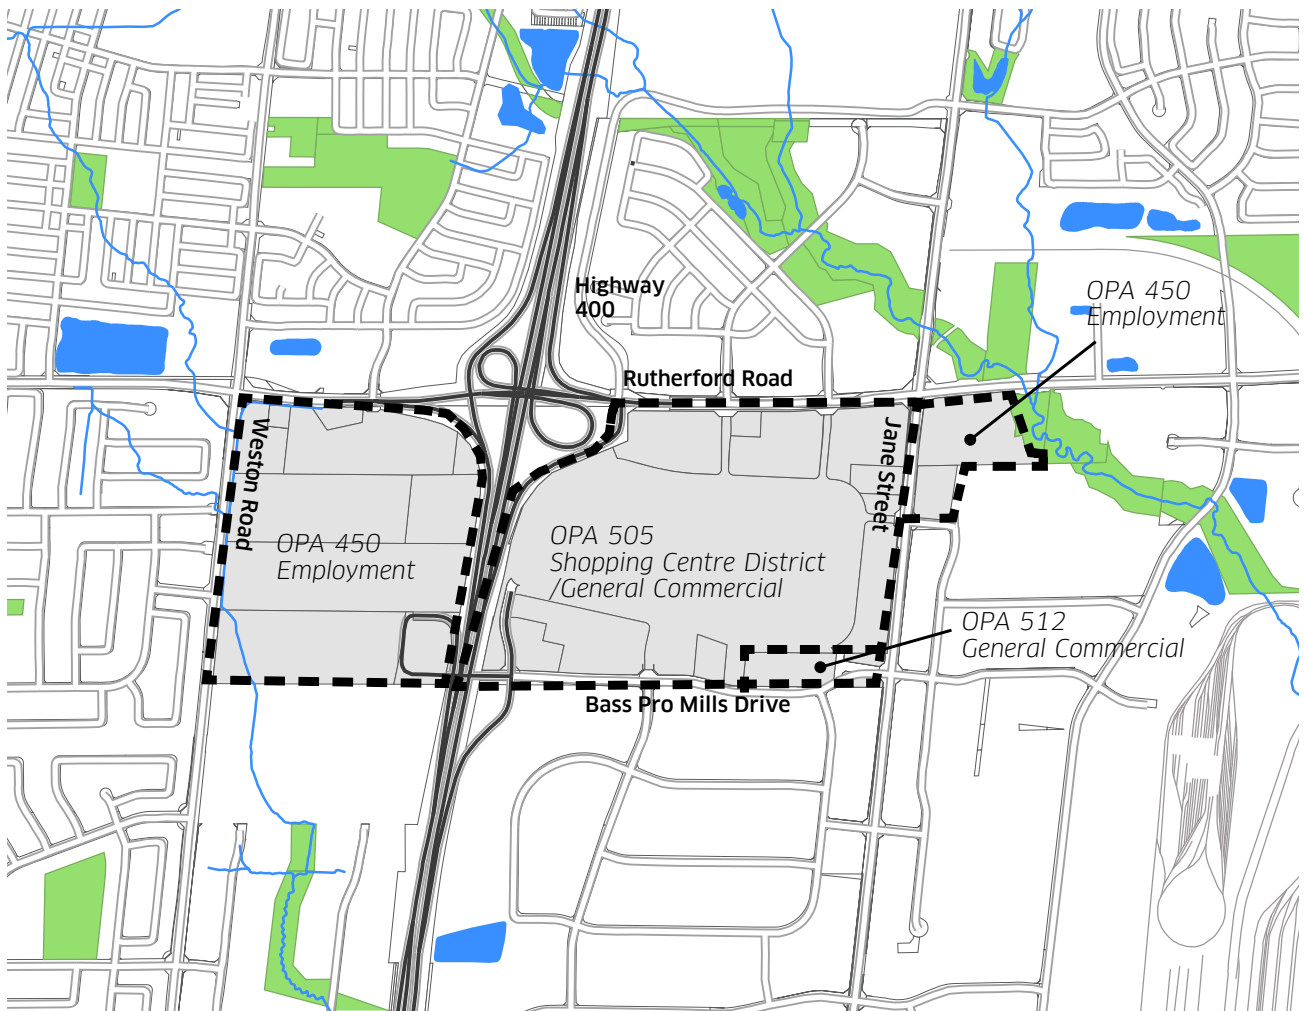 Highway
400
OPA 450
Employment
Rutherford Road
Weston Road
Jane Street
OPA 450
Employment
OPA 505
Shopping Centre District
/General Commercial
OPA 512
General Commercial
Bass Pro Mills Drive